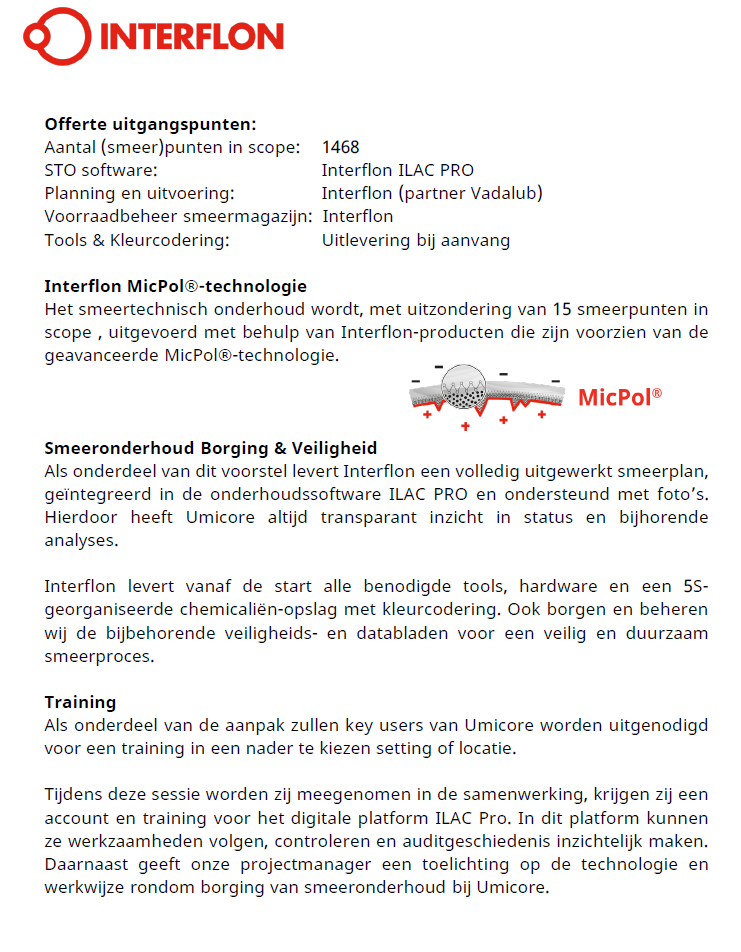 INTERFLON
Offerte uitgangspunten:
Aantal (smeer)punten in scope: 1468
STO software: Interflon ILAC PRO
Planning en uitvoering: Interflon (partner Vadalub)
Voorraadbeheer smeermagazijn: Interflon
Tools & Kleurcodering: Uitlevering bij aanvang
Interflon MicPol®-technologie
Het smeertechnisch onderhoud wordt, met uitzondering van 15 smeerpunten in
scope , uitgevoerd met behulp van Interflon-producten die zijn voorzien van de
geavanceerde MicPol®-technologie.
MicPol®
Smeeronderhoud Borging & Veiligheid
Als onderdeel van dit voorstel levert Interflon een volledig uitgewerkt smeerplan,
geïntegreerd in de onderhoudssoftware ILAC PRO en ondersteund met foto’s.
Hierdoor heeft Umicore altijd transparant inzicht in status en bijhorende
analyses.
Interflon levert vanaf de start alle benodigde tools, hardware en een 5S-
georganiseerde chemicaliën-opslag met kleurcodering. Ook borgen en beheren
wij de bijbehorende veiligheids- en databladen voor een veilig en duurzaam
smeerproces.
Training
Als onderdeel van de aanpak zullen key users van Umicore worden uitgenodigd
voor een training in een nader te kiezen setting of locatie.
Tijdens deze sessie worden zij meegenomen in de samenwerking, krijgen zij een
account en training voor het digitale platform ILAC Pro. In dit platform kunnen
ze werkzaamheden volgen, controleren en auditgeschiedenis inzichtelijk maken.
Daarnaast geeft onze projectmanager een toelichting op de technologie en
werkwijze rondom borging van smeeronderhoud bij Umicore.